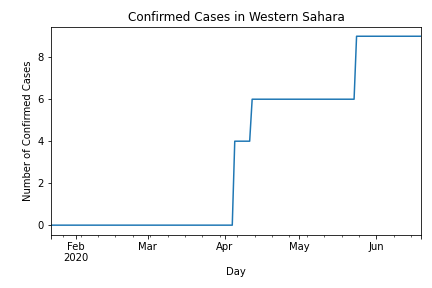 Confirmed Cases in Western Sahara
Number of Confirmed Cases
8
6
4
2
0
Feb
2020
Mar
Apr
May
Jun
Day